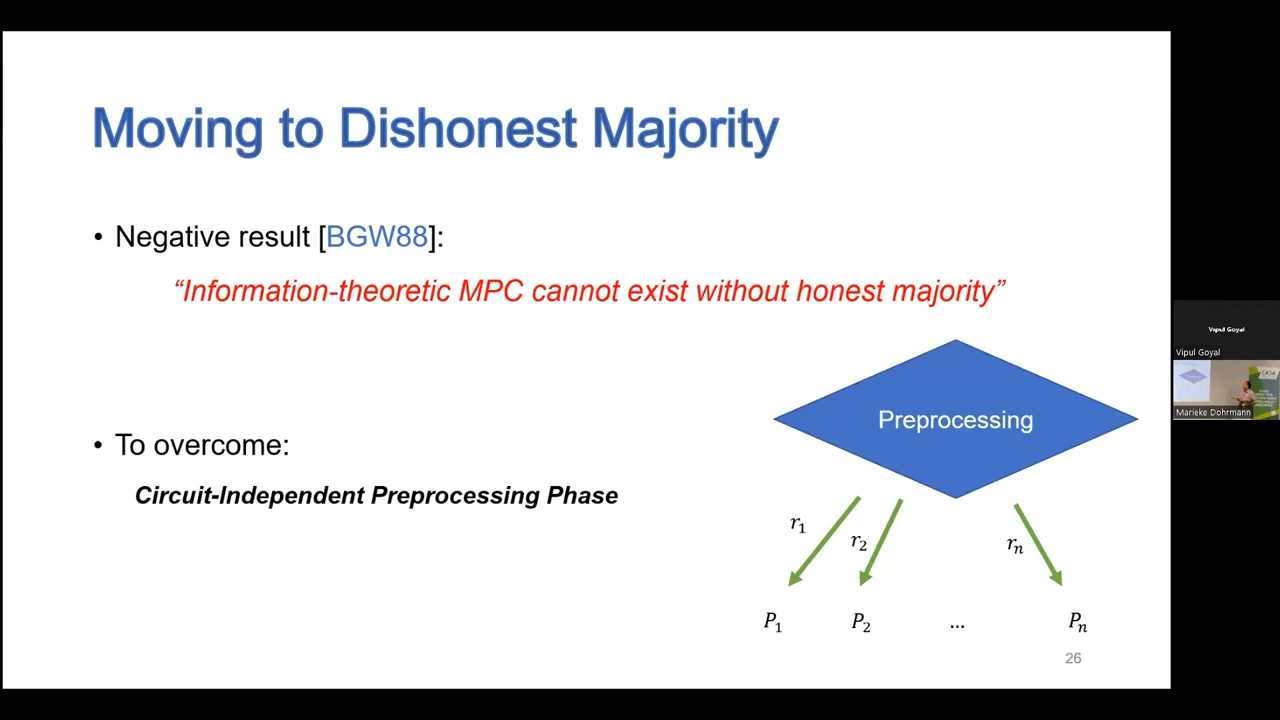 Moving to Dishonest Majority
• Negative result [BGW88]:
“Information-theoretic MPC cannot exist without honest majority”
• To overcome:
Circuit-Independent Preprocessing Phase
Preprocessing
r₁
r₂
rₙ
P₁
P₂
...
Pₙ
26
Vipul Goyal
Vipul Goyal
CASA
Marieke Dohrmann